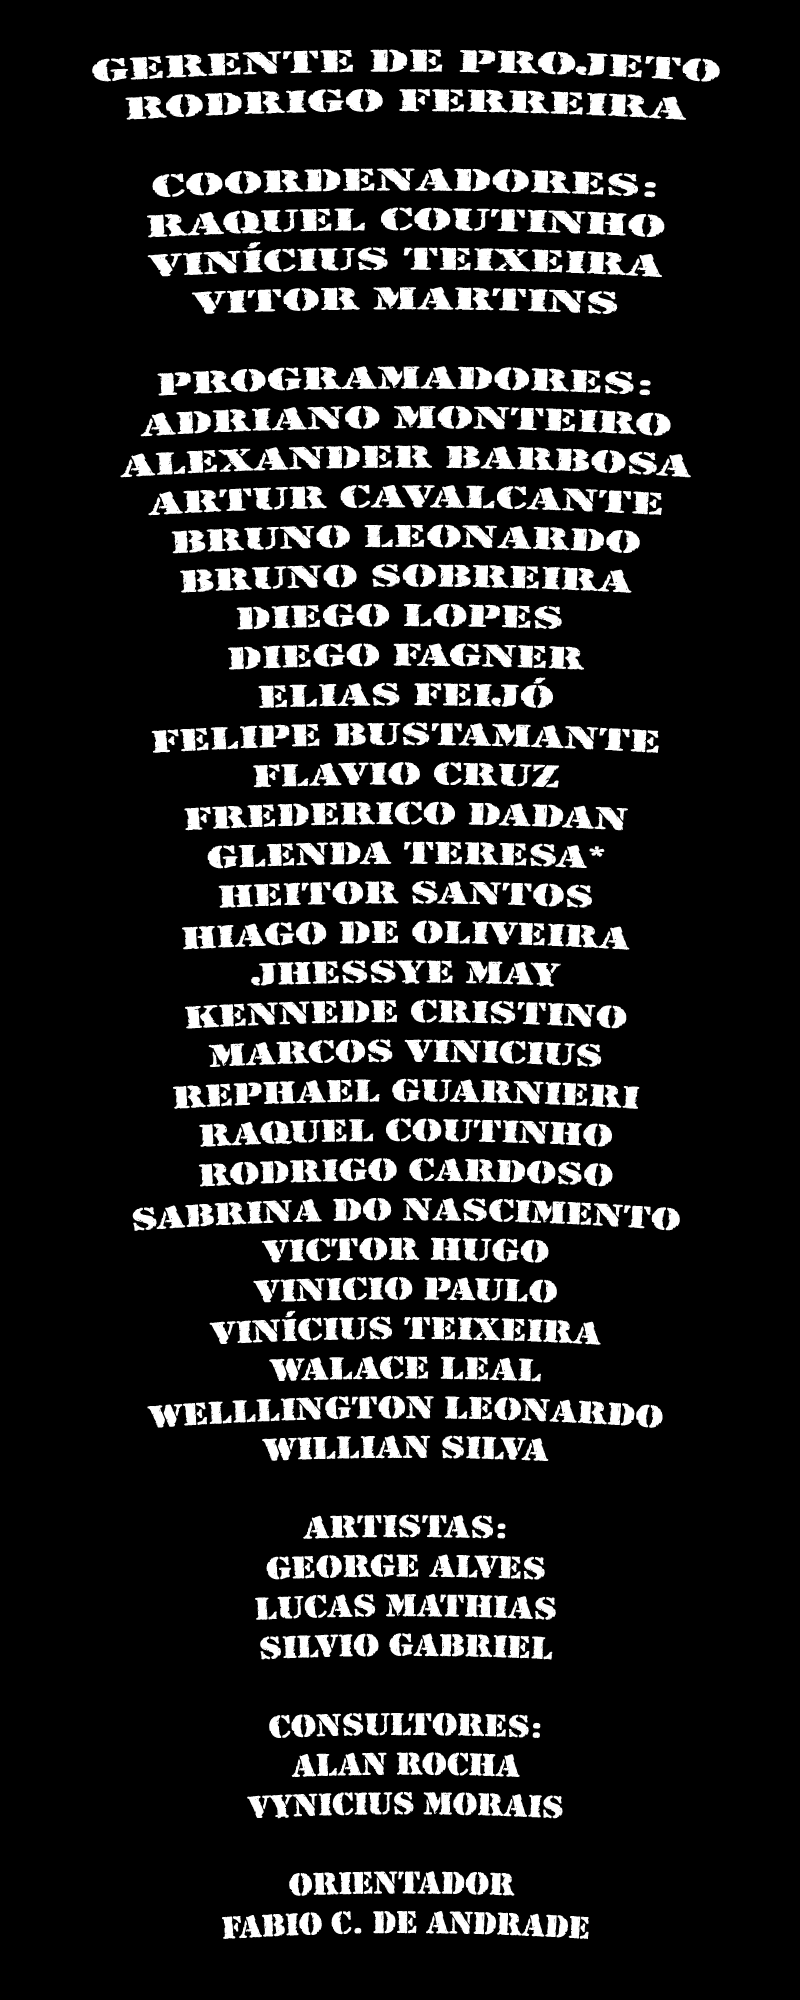 GERENTE DE PROJETO
RODRIGO FERREIRA
COORDENADORES:
RAQUEL COUTINHO
VINÍCIUS TEIXEIRA
VITOR MARTINS
PROGRAMADORES:
ADRIANO MONTEIRO
ALEXANDER BARBOSA
ARTUR CAVALCANTE
BRUNO LEONARDO
BRUNO SOBREIRA
DIEGO LOPES
DIEGO FAGNER
ELIAS FEIJÓ
FELIPE BUSTAMANTE
FLAVIO CRUZ
FREDERICO DADAN
GLENDA TERESA*
HEITOR SANTOS
HIAGO DE OLIVEIRA
JHESSYE MAY
KENNEDE CRISTINO
MARCOS VINICIUS
REPHAEL GUARNIERI
RAQUEL COUTINHO
RODRIGO CARDOSO
SABRINA DO NASCIMENTO
VICTOR HUGO
VINICIO PAULO
VINÍCIUS TEIXEIRA
WALACE LEAL
WELLLINGTON LEONARDO
WILLIAN SILVA
ARTISTAS:
GEORGE ALVES
LUCAS MATHIAS
SILVIO GABRIEL
CONSULTORES:
ALAN ROCHA
VYNICIUS MORAIS
ORIENTADOR
FABIO C. DE ANDRADE